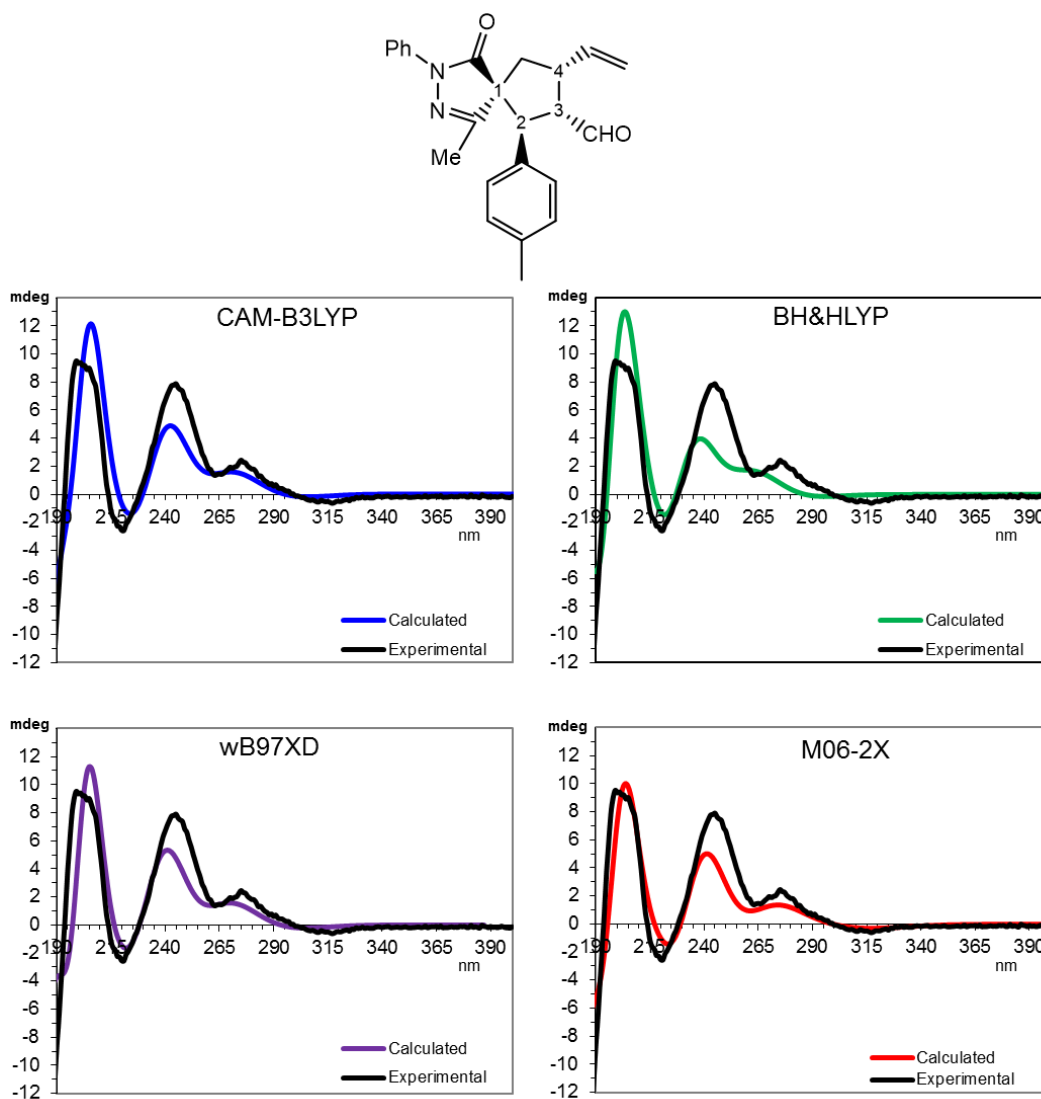 O
Ph
N
4
1
N
3
2
CHO
Me
mdeg
CAM-B3LYP
12
10
8
6
4
2
0
190 215 240 265 290 315 340 365 390
-2
nm
-4
-6
-8
Calculated
-10
Experimental
-12
mdeg
BH&HLYP
12
10
8
6
4
2
0
190 215 240 265 290 315 340 365 390
-2
nm
-4
-6
-8
Calculated
-10
Experimental
-12
mdeg
wB97XD
12
10
8
6
4
2
0
190 215 240 265 290 315 340 365 390
-2
nm
-4
-6
-8
Calculated
-10
Experimental
-12
mdeg
M06-2X
12
10
8
6
4
2
0
190 215 240 265 290 315 340 365 390
-2
nm
-4
-6
-8
Calculated
-10
Experimental
-12